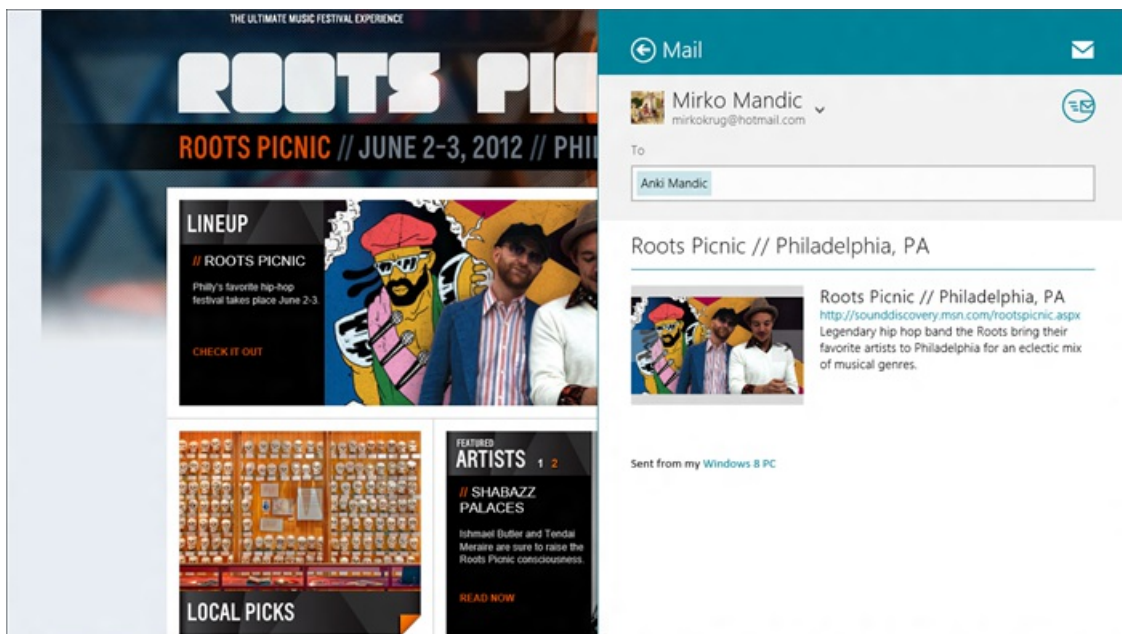 THE ULTIMATE MUSIC FESTIVAL EXPERIENCE
ROOTS PIC
ROOTS PICNIC // JUNE 2-3, 2012 // PHI
LINEUP
// ROOTS PICNIC
Philly's favorite hip-hop
festival takes place June 2-3.
CHECK IT OUT
LOCAL PICKS
FEATURED
ARTISTS 1 2
// SHABAZZ
PALACES
Ishmael Butler and Tendai
Meraire are sure to raise the
Roots Picnic consciousness.
READ NOW
Mail
Mirko Mandic
mirkokrug@hotmail.com
To
Anki Mandic
Roots Picnic // Philadelphia, PA
Roots Picnic // Philadelphia, PA
http://sounddiscovery.msn.com/rootspicnic.aspx
Legendary hip hop band the Roots bring their
favorite artists to Philadelphia for an eclectic mix
of musical genres.
Sent from my Windows 8 PC